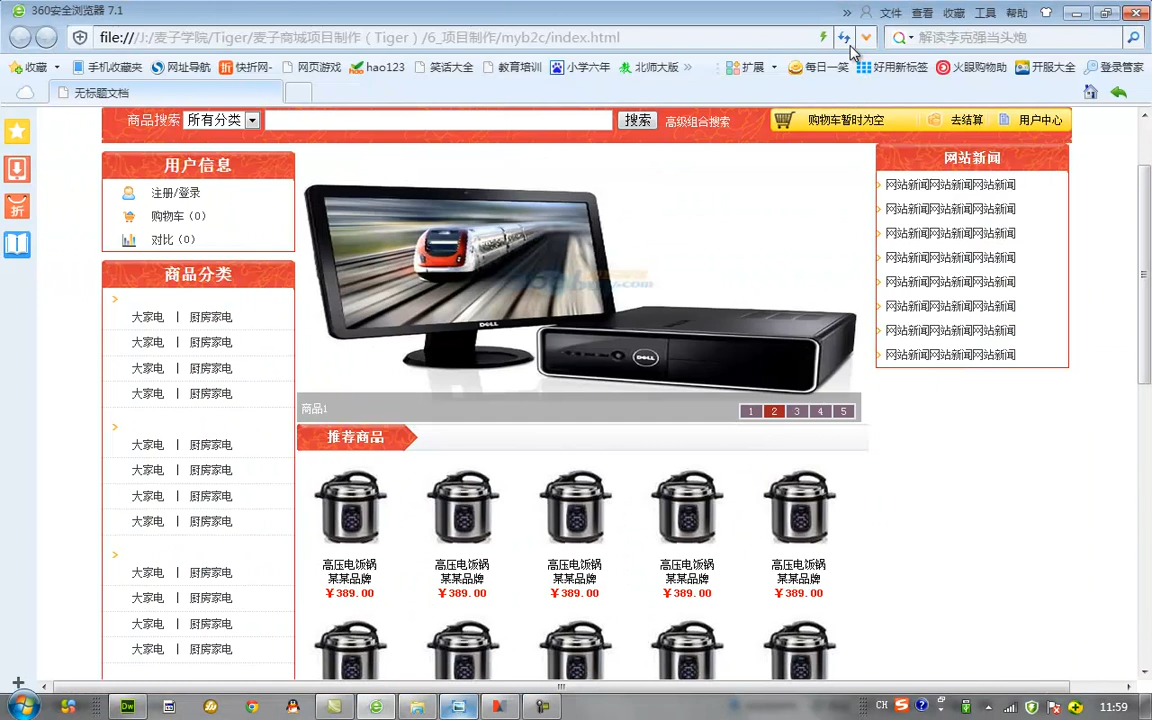 360安全浏览器 7.1
» 文件 查看 收藏 工具 帮助
file://J:/麦子学院/Tiger/麦子商城项目制作（Tiger）/6_项目制作/myb2c/index.html
解读李克强当头炮
收藏 手机收藏夹 网址导航 折 快折网- 网页游戏 hao123 笑话大全 教育培训 小学六年 北师大版 » 扩展 每日一笑 好用新标签 火眼购物助 开服大全 登录管家
无标题文档
商品搜索 所有分类 搜索 高级组合搜索 购物车暂时为空 去结算 用户中心
折
用户信息
注册/登录
购物车（0）
对比（0）
商品分类
大家电 | 厨房家电
大家电 | 厨房家电
大家电 | 厨房家电
大家电 | 厨房家电
大家电 | 厨房家电
大家电 | 厨房家电
大家电 | 厨房家电
大家电 | 厨房家电
大家电 | 厨房家电
大家电 | 厨房家电
大家电 | 厨房家电
大家电 | 厨房家电
DELL
DELL
商品1
1 2 3 4 5
推荐商品
高压电饭锅 高压电饭锅 高压电饭锅 高压电饭锅 高压电饭锅
某某品牌 某某品牌 某某品牌 某某品牌 某某品牌
￥389.00 ￥389.00 ￥389.00 ￥389.00 ￥389.00
网站新闻
网站新闻网站新闻网站新闻
网站新闻网站新闻网站新闻
网站新闻网站新闻网站新闻
网站新闻网站新闻网站新闻
网站新闻网站新闻网站新闻
网站新闻网站新闻网站新闻
网站新闻网站新闻网站新闻
网站新闻网站新闻网站新闻
Dw
CH
11:59